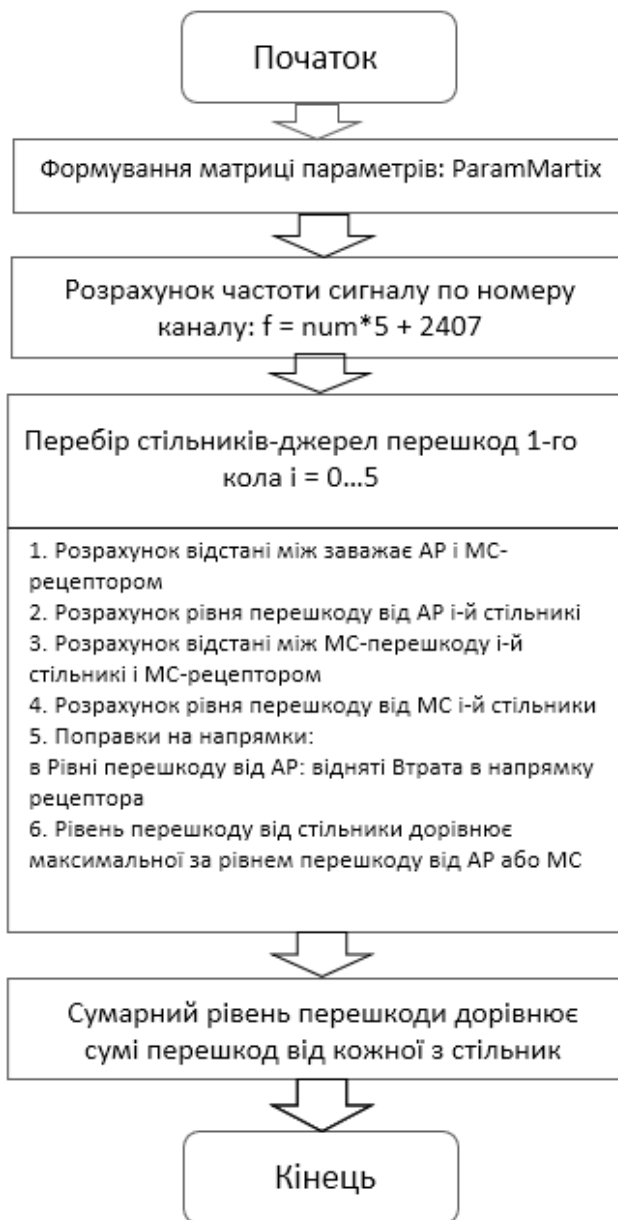 Початок
Формування матриці параметрів: ParamMartix
Розрахунок частоти сигналу по номеру
каналу: f = num*5 + 2407
Перебір стільників-джерел перешкод 1-го
кола i = 0...5
1. Розрахунок відстані між заважає АР і МС-
рецептором
2. Розрахунок рівня перешкоду від АР і-й стільникі
3. Розрахунок відстані між МС-перешкоду і-й
стільникі і МС-рецептором
4. Розрахунок рівня перешкоду від МС і-й стільники
5. Поправки на напрямки:
в Рівні перешкоду від АР: відняті Втрата в напрямку
рецептора
6. Рівень перешкоду від стільники дорівнює
максимальної за рівнем перешкоду від АР або МС
Сумарний рівень перешкоди дорівнює
сумі перешкод від кожної з стільник
Кінець